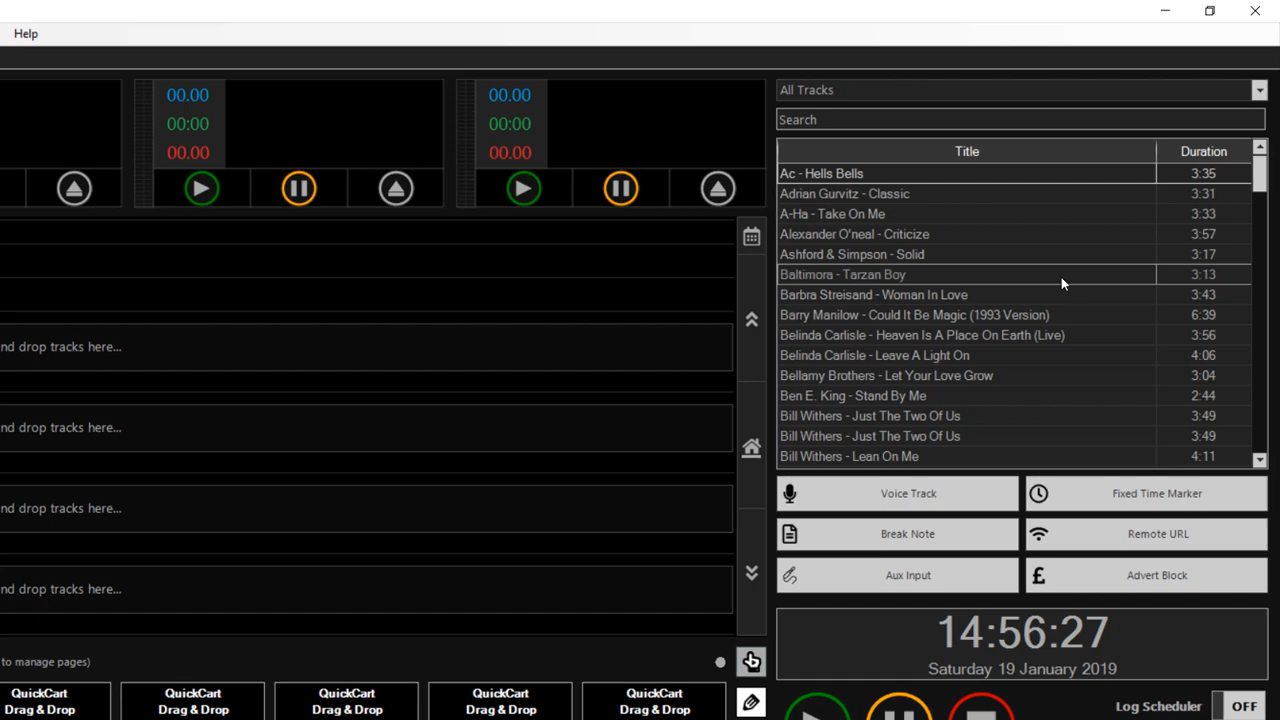 Help
00.00
00:00
00.00
00.00
00:00
00.00
nd drop tracks here...
nd drop tracks here...
nd drop tracks here...
nd drop tracks here...
to manage pages)
QuickCart
Drag & Drop
QuickCart
Drag & Drop
QuickCart
Drag & Drop
QuickCart
Drag & Drop
QuickCart
Drag & Drop
All Tracks
Search
Title Duration
Ac - Hells Bells 3:35
Adrian Gurvitz - Classic 3:31
A-Ha - Take On Me 3:33
Alexander O'neal - Criticize 3:57
Ashford & Simpson - Solid 3:17
Baltimora - Tarzan Boy 3:13
Barbra Streisand - Woman In Love 3:43
Barry Manilow - Could It Be Magic (1993 Version) 6:39
Belinda Carlisle - Heaven Is A Place On Earth (Live) 3:56
Belinda Carlisle - Leave A Light On 4:06
Bellamy Brothers - Let Your Love Grow 3:04
Ben E. King - Stand By Me 2:44
Bill Withers - Just The Two Of Us 3:49
Bill Withers - Just The Two Of Us 3:49
Bill Withers - Lean On Me 4:11
Voice Track Fixed Time Marker
Break Note Remote URL
Aux Input £ Advert Block
14:56:27
Saturday 19 January 2019
Log Scheduler OFF